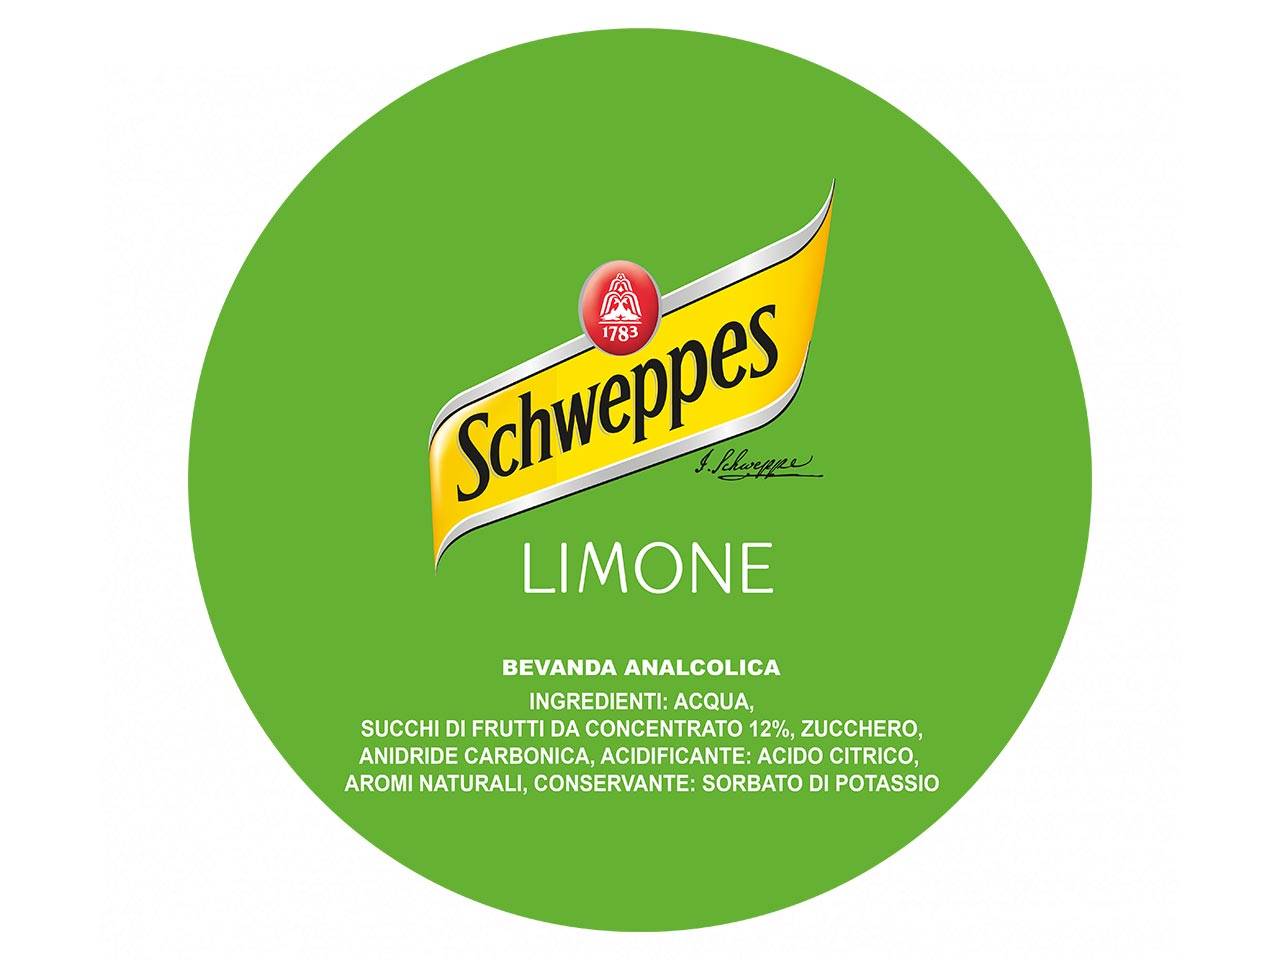 1783
Schweppes
J. Schweppe
LIMONE
BEVANDA ANALCOLICA
INGREDIENTI: ACQUA,
SUCCHI DI FRUTTI DA CONCENTRATO 12%, ZUCCHERO,
ANIDRIDE CARBONICA, ACIDIFICANTE: ACIDO CITRICO,
AROMI NATURALI, CONSERVANTE: SORBATO DI POTASSIO